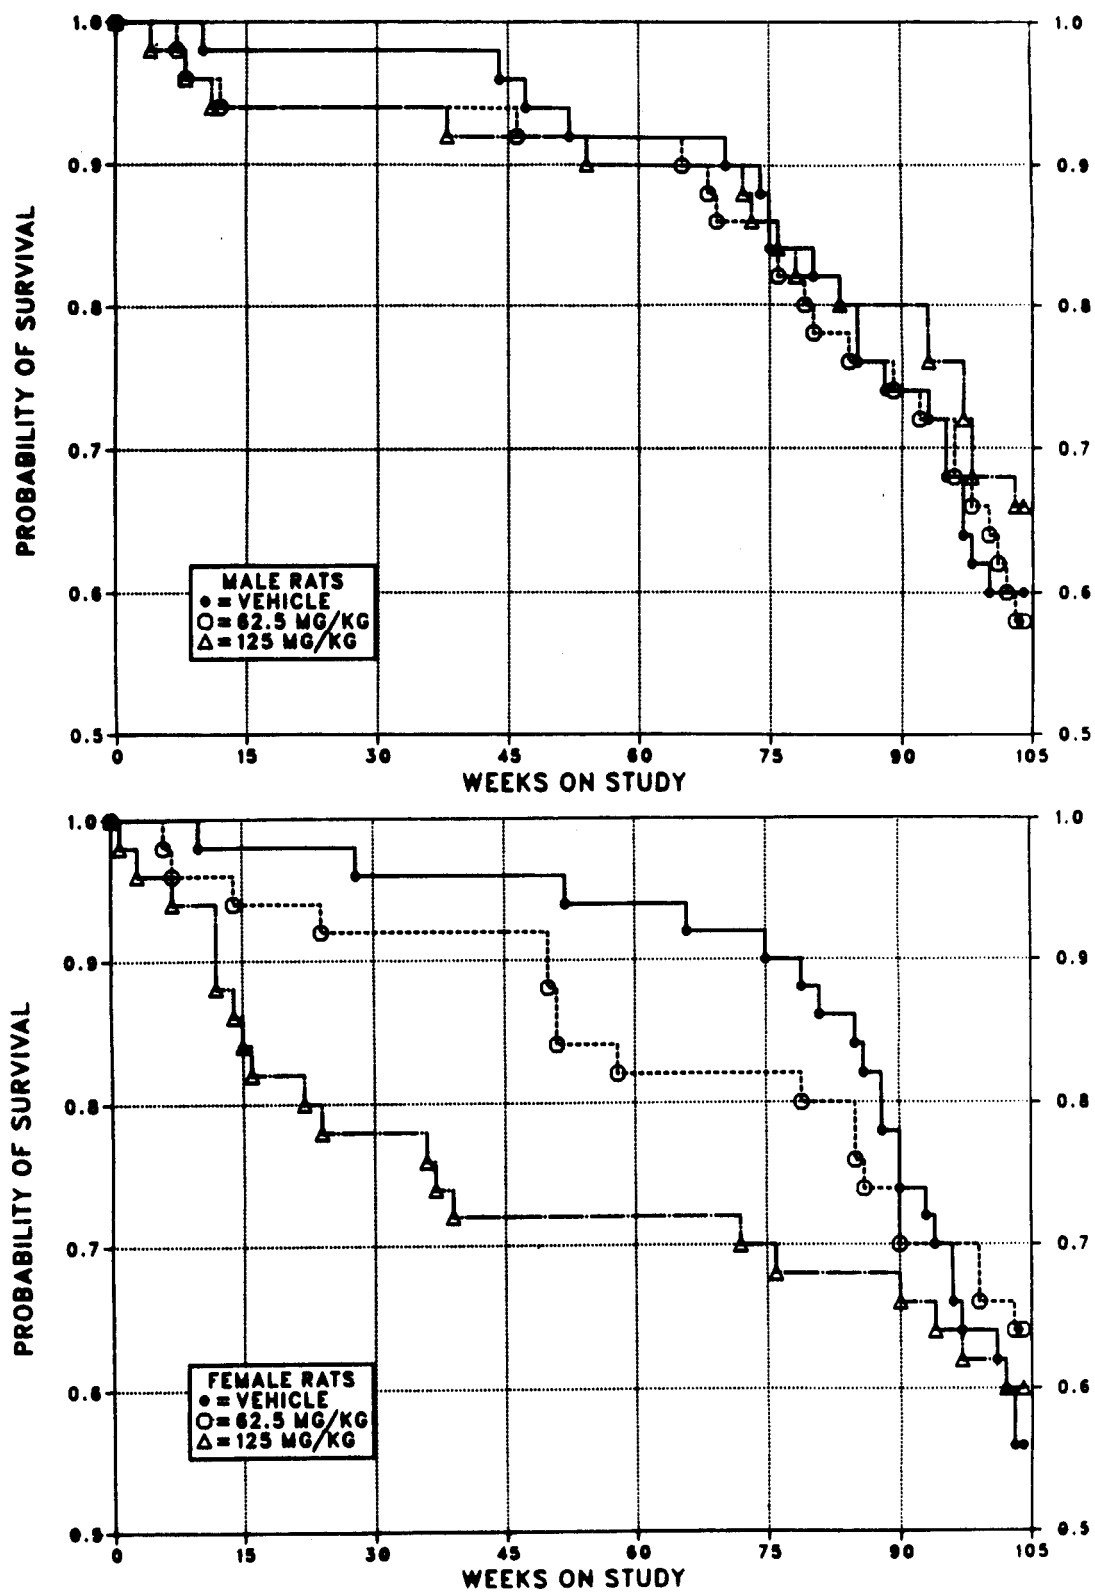 PROBABILITY OF SURVIVAL
1.0
0.9
0.8
0.7
0.6
0.5
1.0
0.9
0.8
0.7
0.6
0.5
MALE RATS
● = VEHICLE
○ = 62.5 MG/KG
△ = 125 MG/KG
0 15 30 45 60 75 90 105
WEEKS ON STUDY
PROBABILITY OF SURVIVAL
1.0
0.9
0.8
0.7
0.6
0.5
1.0
0.9
0.8
0.7
0.6
0.5
FEMALE RATS
● = VEHICLE
○ = 62.5 MG/KG
△ = 125 MG/KG
0 15 30 45 60 75 90 105
WEEKS ON STUDY